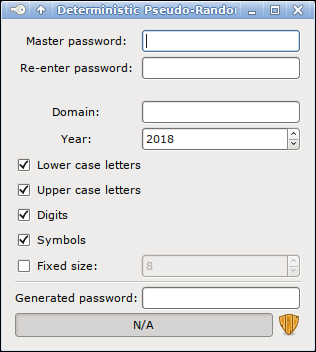 Deterministic Pseudo-Random
Master password:
Re-enter password:
Domain:
Year: 2018
Lower case letters
Upper case letters
Digits
Symbols
Fixed size: 8
Generated password:
N/A